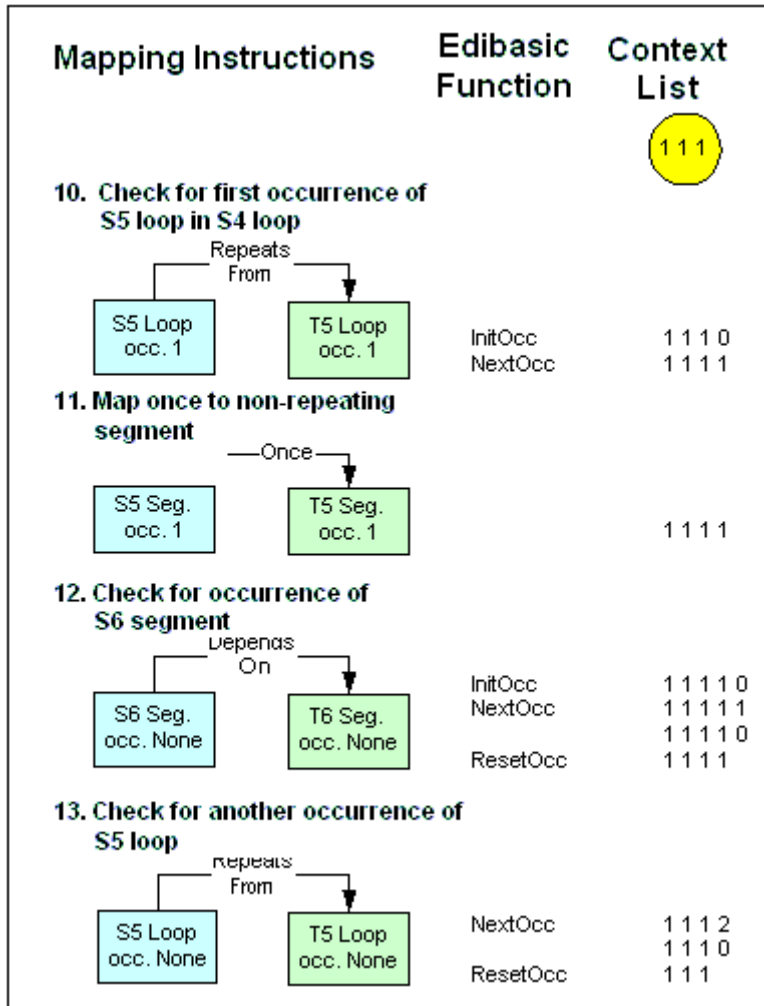 Mapping Instructions
Edibasic Function
Context List
1 1 1
10. Check for first occurrence of
S5 loop in S4 loop
Repeats
From
S5 Loop
occ. 1
T5 Loop
occ. 1
InitOcc 1 1 1 0
NextOcc 1 1 1 1
11. Map once to non-repeating
segment
Once
S5 Seg.
occ. 1
T5 Seg.
occ. 1
1 1 1 1
12. Check for occurrence of
S6 segment
Depends
On
S6 Seg.
occ. None
T6 Seg.
occ. None
InitOcc 1 1 1 1 0
NextOcc 1 1 1 1 1
1 1 1 1 0
ResetOcc 1 1 1 1
13. Check for another occurrence of
S5 loop
Repeats
From
S5 Loop
occ. None
T5 Loop
occ. None
NextOcc 1 1 1 2
1 1 1 0
ResetOcc 1 1 1